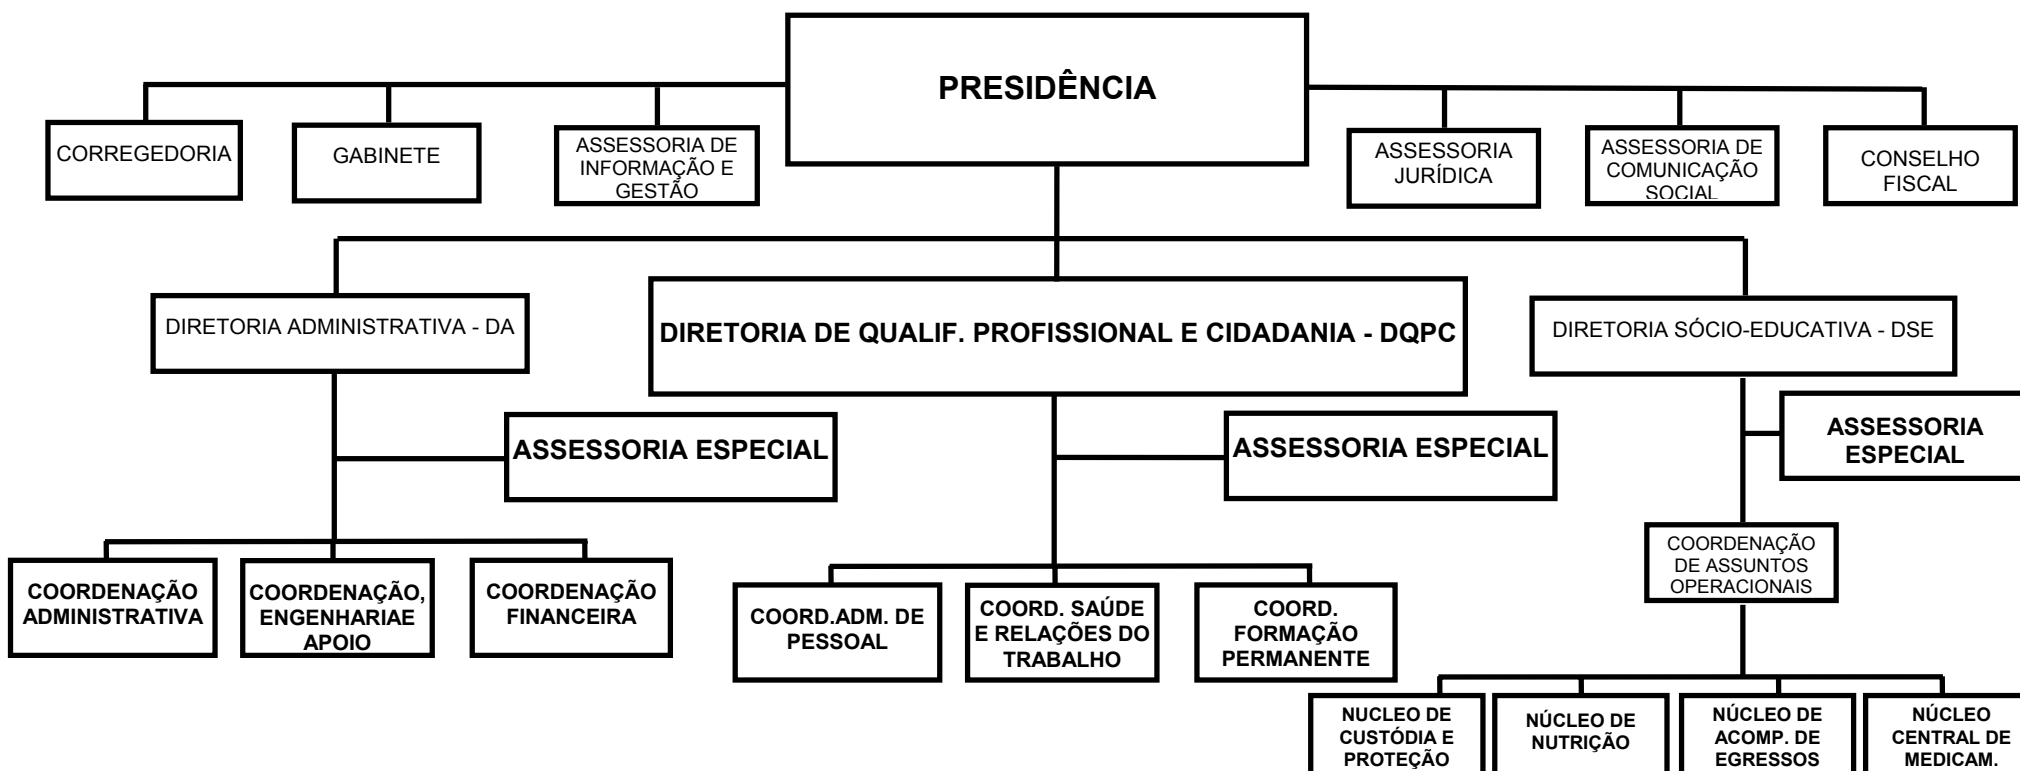 PRESIDÊNCIA
CORREGEDORIA
GABINETE
ASSESSORIA DE
INFORMAÇÃO E
GESTÃO
ASSESSORIA
JURÍDICA
ASSESSORIA DE
COMUNICAÇÃO
SOCIAL
CONSELHO
FISCAL
DIRETORIA ADMINISTRATIVA - DA
DIRETORIA DE QUALIF. PROFISSIONAL E CIDADANIA - DQPC
DIRETORIA SÓCIO-EDUCATIVA - DSE
ASSESSORIA ESPECIAL
ASSESSORIA ESPECIAL
ASSESSORIA
ESPECIAL
COORDENAÇÃO
ADMINISTRATIVA
COORDENAÇÃO,
ENGENHARIAE
APOIO
COORDENAÇÃO
FINANCEIRA
COORD.ADM. DE
PESSOAL
COORD. SAÚDE
E RELAÇÕES DO
TRABALHO
COORD.
FORMAÇÃO
PERMANENTE
COORDENAÇÃO
DE ASSUNTOS
OPERACIONAIS
NUCLEO DE
CUSTÓDIA E
PROTEÇÃO
NÚCLEO DE
NUTRIÇÃO
NÚCLEO DE
ACOMP. DE
EGRESSOS
NÚCLEO
CENTRAL DE
MEDICAM.